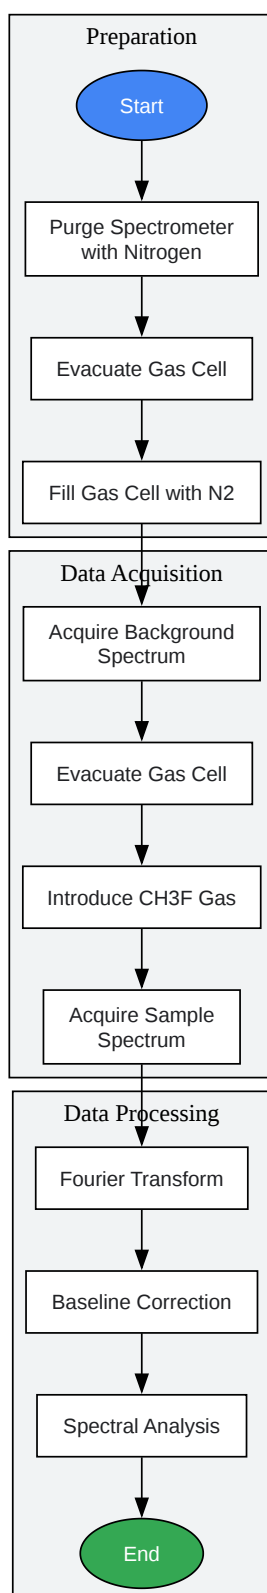 Preparation
Start
Purge Spectrometer
with Nitrogen
Evacuate Gas Cell
Fill Gas Cell with N2
Data Acquisition
Acquire Background
Spectrum
Evacuate Gas Cell
Introduce CH3F Gas
Acquire Sample
Spectrum
Data Processing
Fourier Transform
Baseline Correction
Spectral Analysis
End